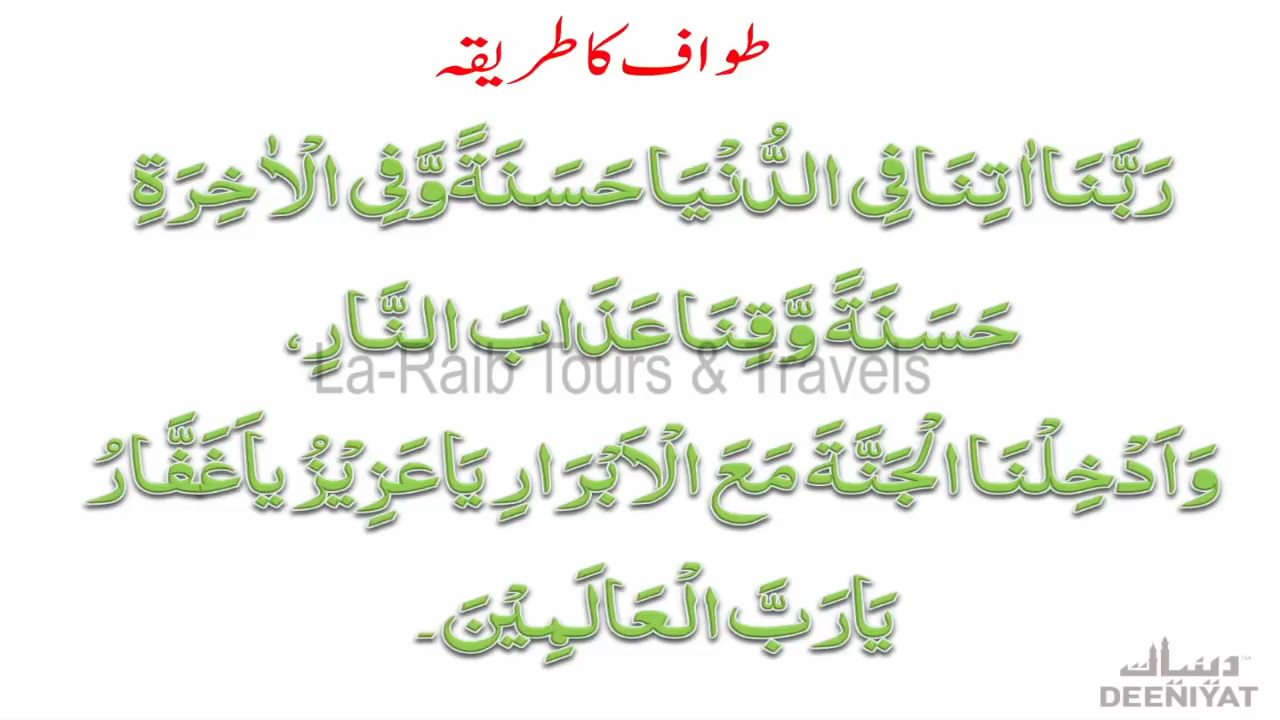 طواف کا طریقہ
رَبَّنَا اٰتِنَا فِي الدُّنْيَا حَسَنَةً وَّفِي الْاٰخِرَةِ
حَسَنَةً وَّقِنَا عَذَابَ النَّارِ،
La-Raib Tours & Travels
وَاَدْخِلْنَا الْجَنَّةَ مَعَ الْاَبْرَارِ يَا عَزِيْزُ يَا غَفَّارُ
يَا رَبَّ الْعَالَمِيْنَ۔
دینیات™
DEENIYAT